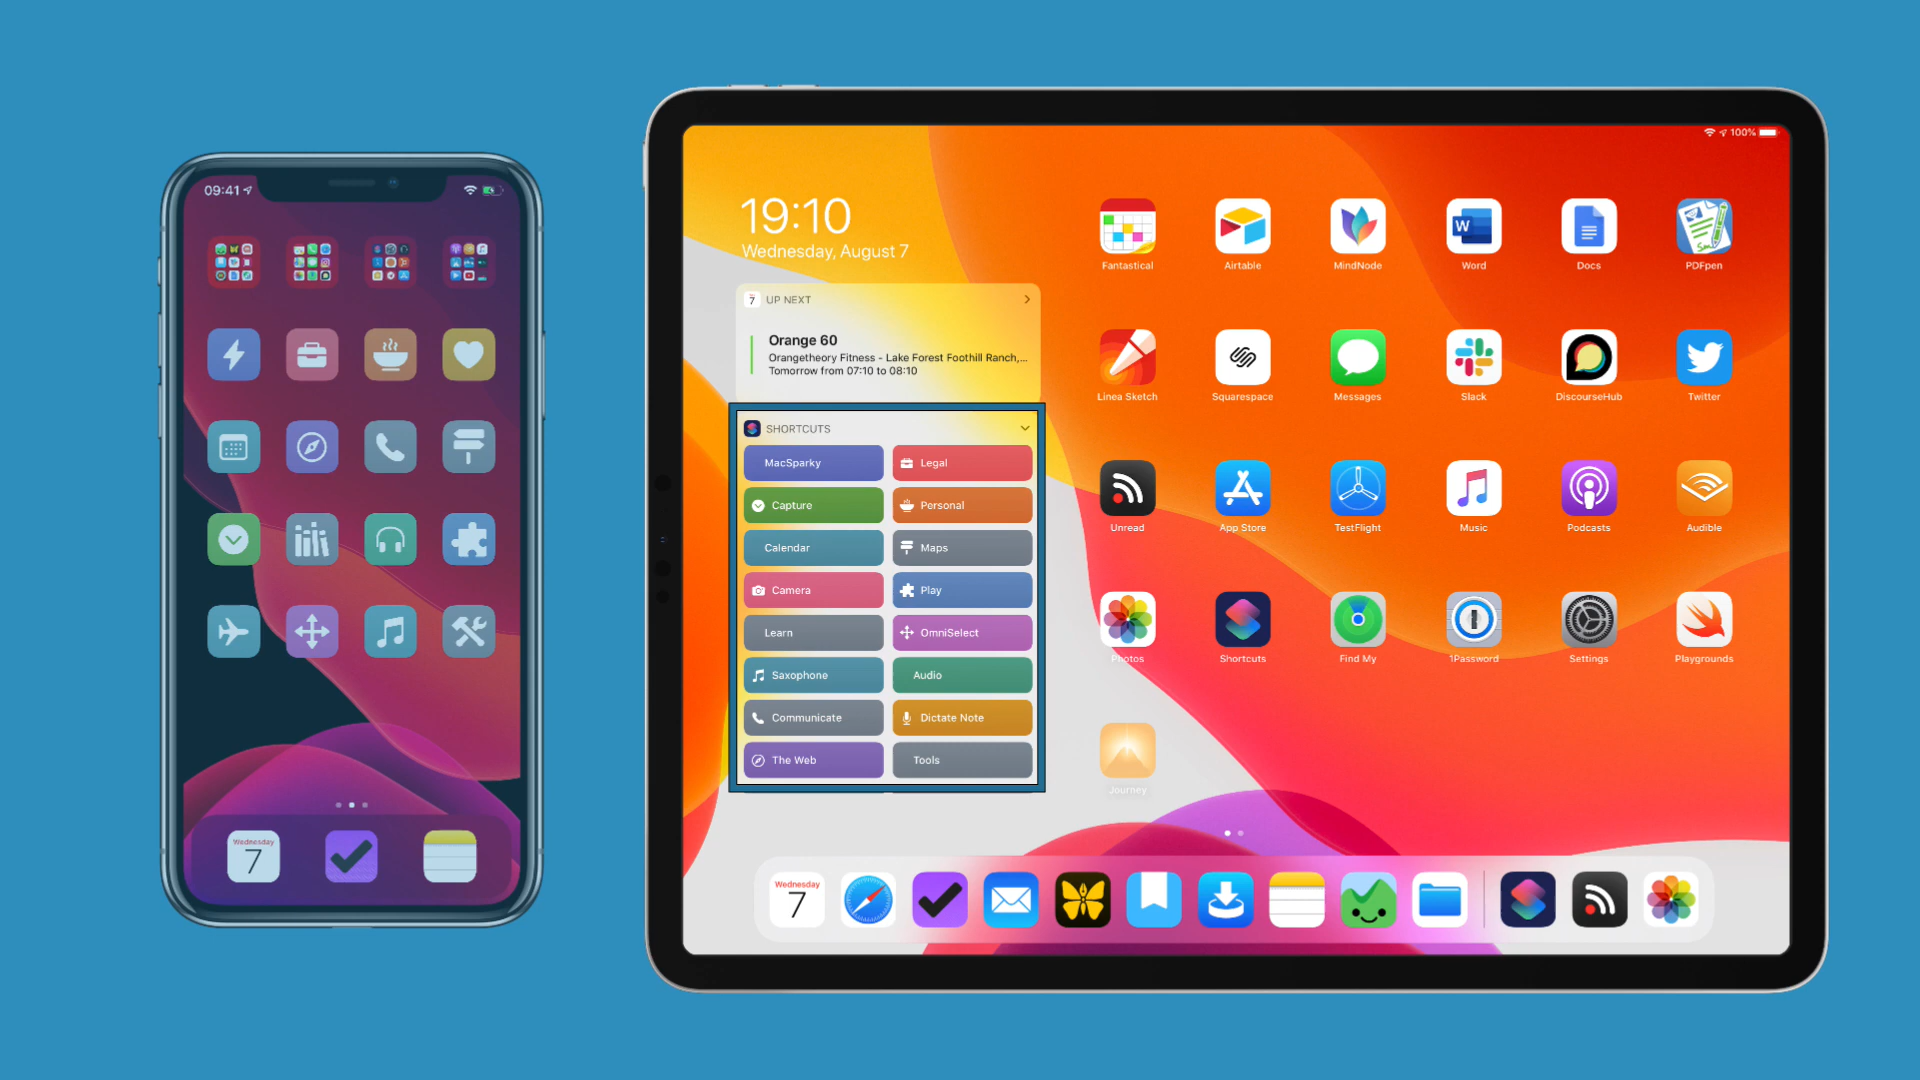 09:41
Wednesday
7
100%
19:10
Wednesday, August 7
7 UP NEXT
Orange 60
Orangetheory Fitness - Lake Forest Foothill Ranch,...
Tomorrow from 07:10 to 08:10
SHORTCUTS
MacSparky
Legal
Capture
Personal
Calendar
Maps
Camera
Play
Learn
OmniSelect
Saxophone
Audio
Communicate
Dictate Note
The Web
Tools
Fantastical
Airtable
MindNode
Word
Docs
PDFpen
Linea Sketch
Squarespace
Messages
Slack
DiscourseHub
Twitter
Unread
App Store
TestFlight
Music
Podcasts
Audible
Photos
Shortcuts
Find My
1Password
Settings
Playgrounds
Journey
Wednesday
7